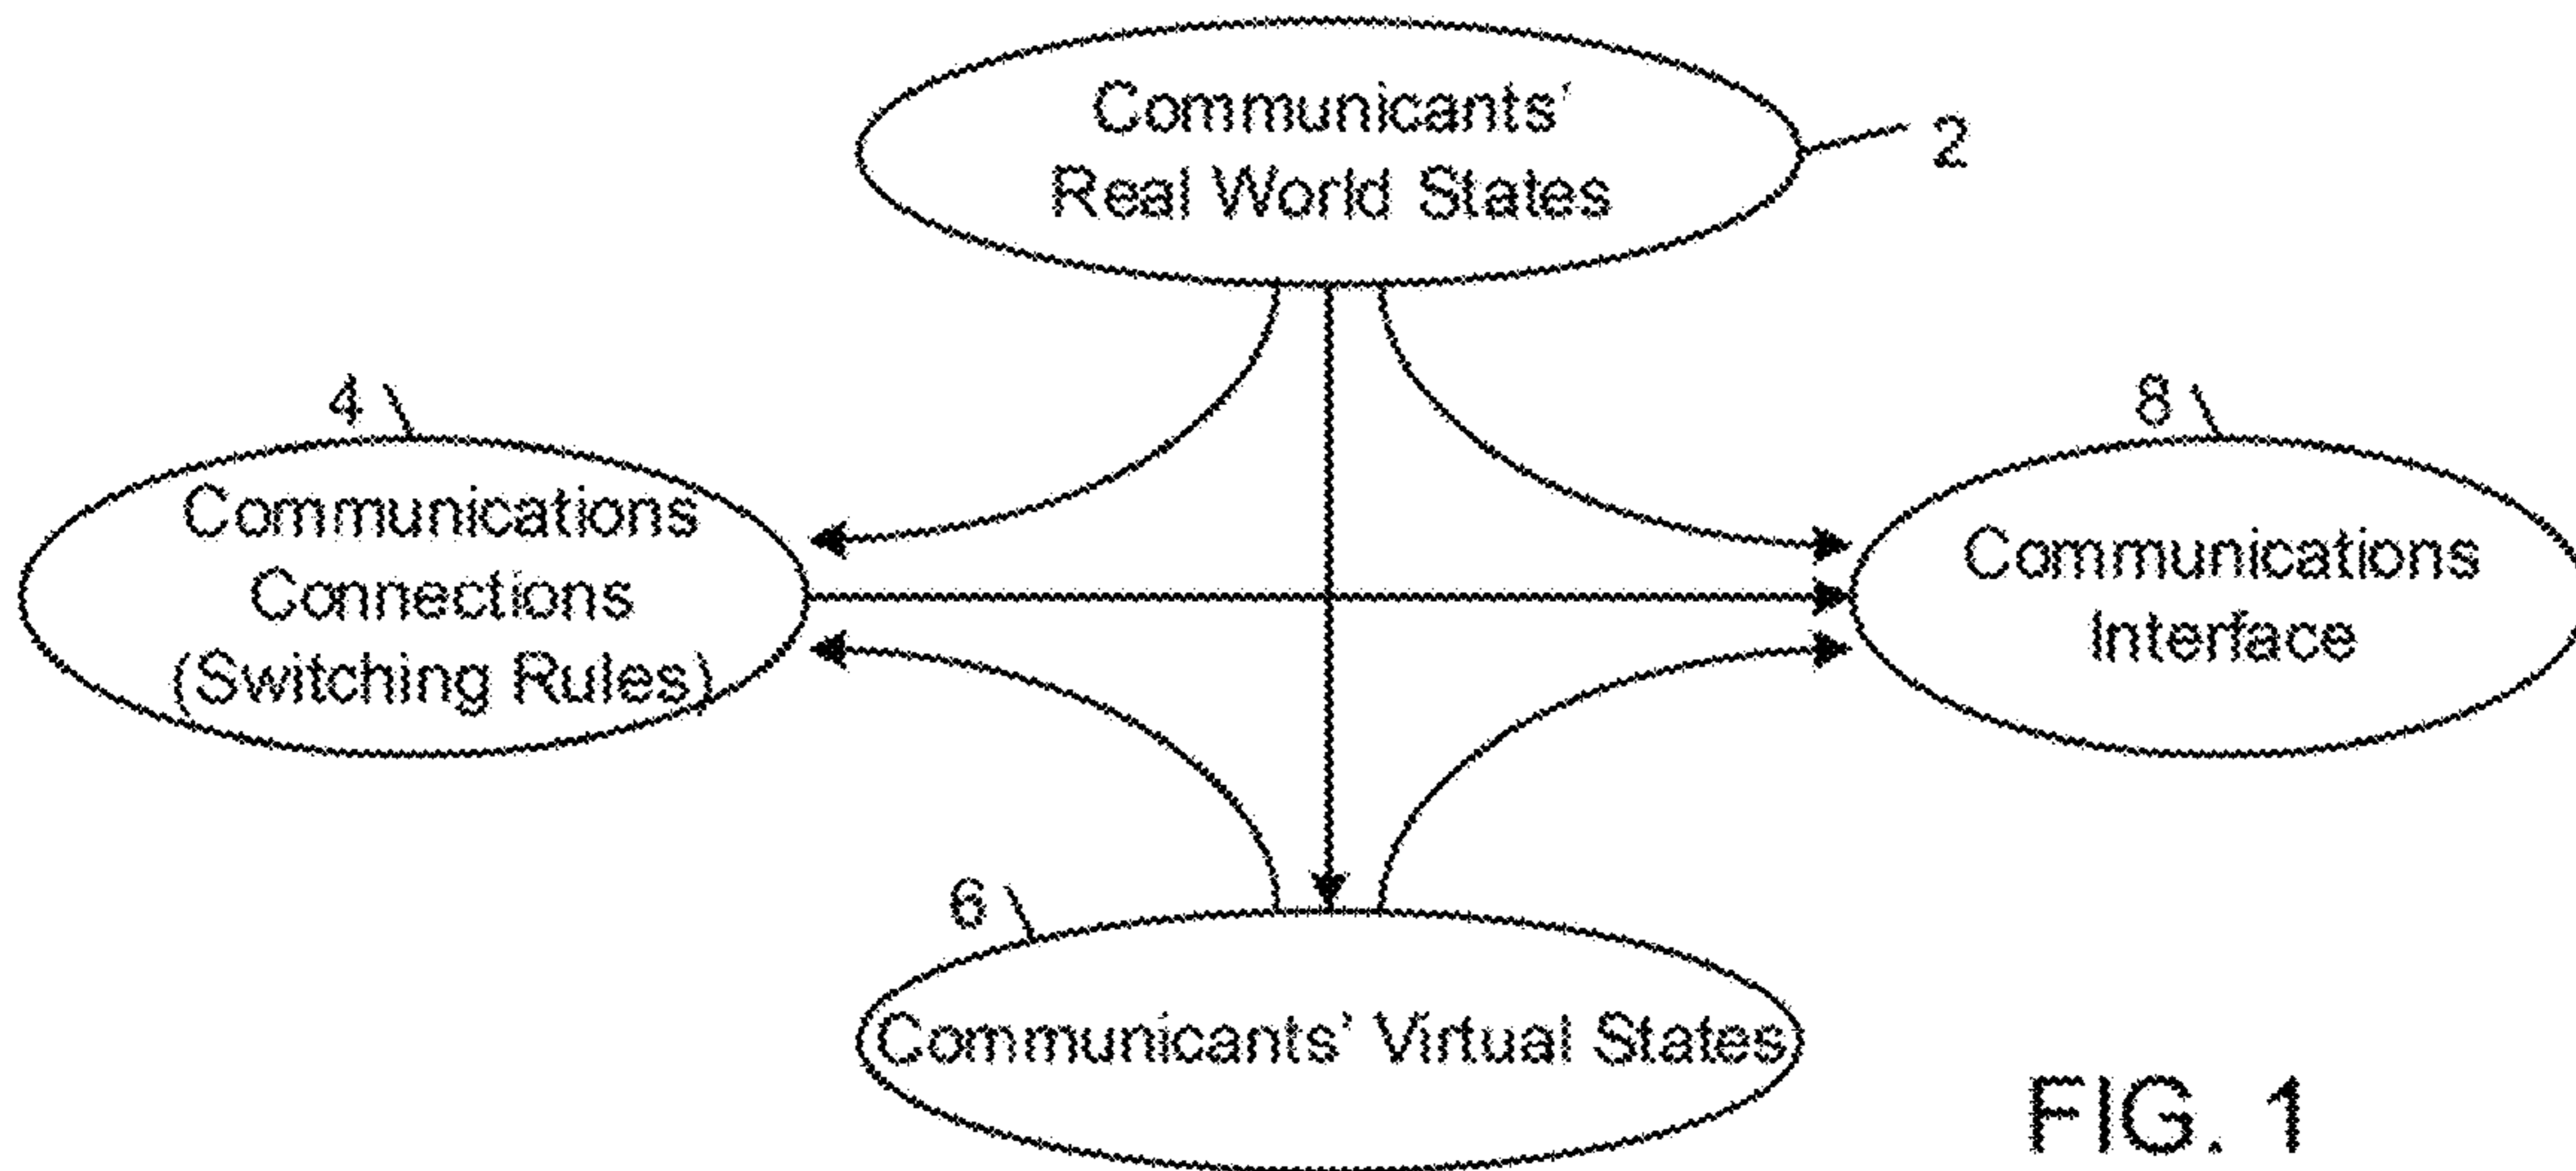 Communicants'
Real World States
2
4
Communications
Connections
(Switching Rules)
8
Communications
Interface
6
Communicants' Virtual States
FIG. 1